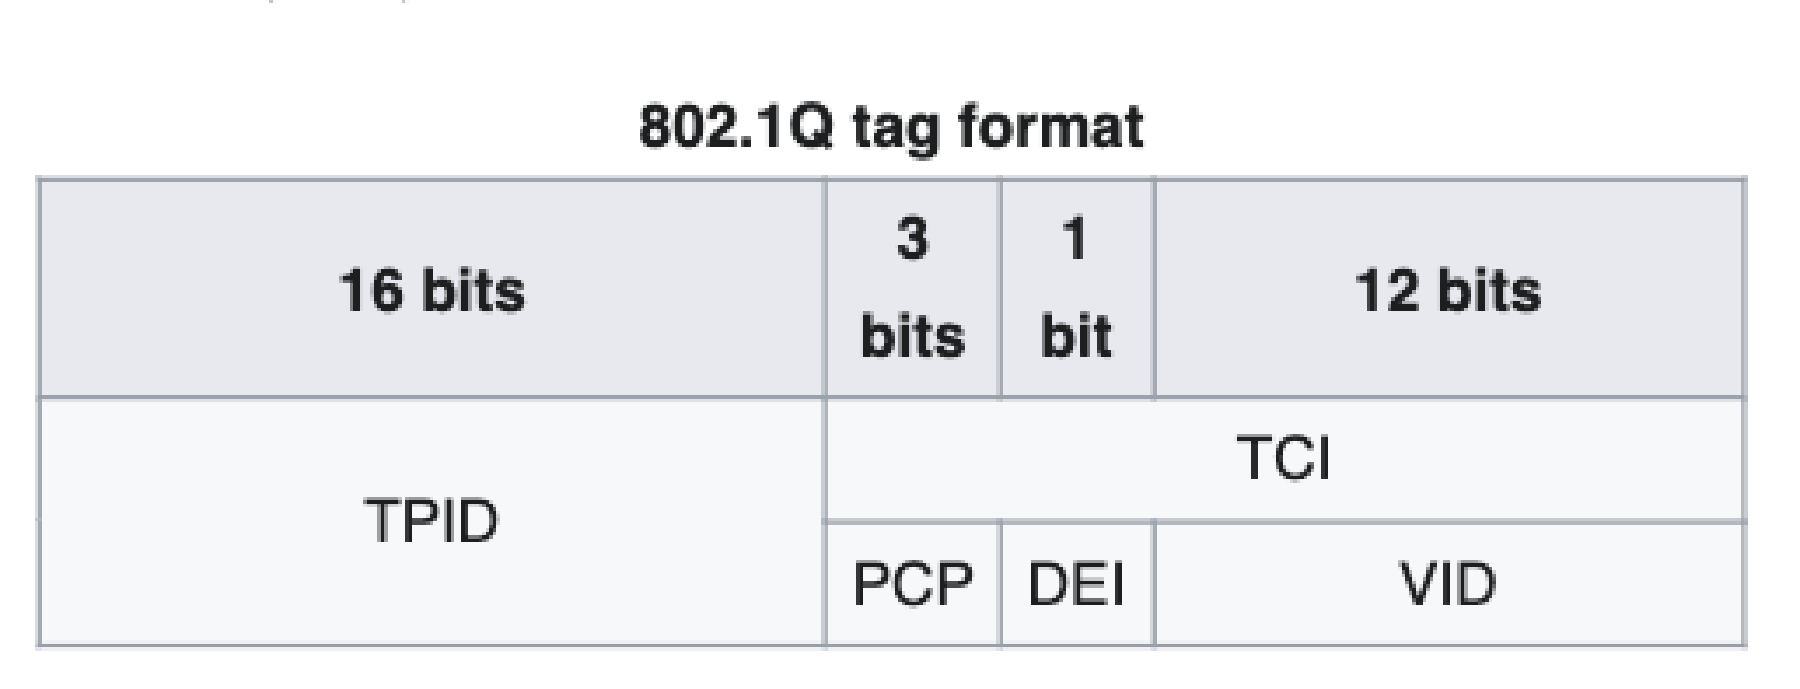 802.1Q tag format
16 bits
3
bits
1
bit
12 bits
TPID
TCI
PCP
DEI
VID